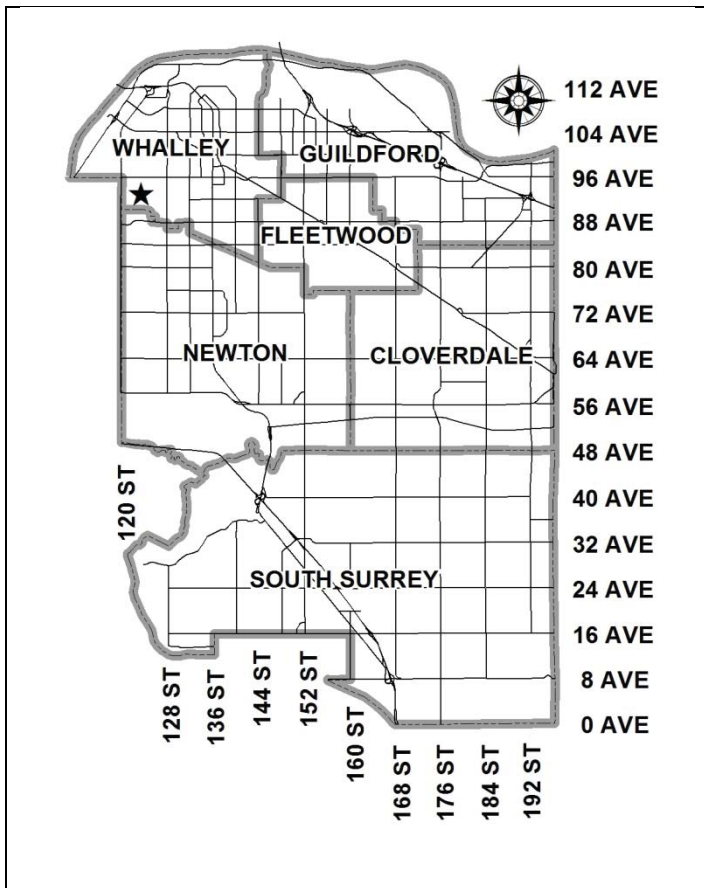 112 AVE
104 AVE
WHALLEY
GUILDFORD
96 AVE
88 AVE
FLEETWOOD
80 AVE
72 AVE
NEWTON
CLOVERDALE
64 AVE
56 AVE
48 AVE
120 ST
40 AVE
32 AVE
SOUTH SURREY
24 AVE
16 AVE
128 ST
136 ST
144 ST
152 ST
160 ST
8 AVE
0 AVE
168 ST
176 ST
184 ST
192 ST